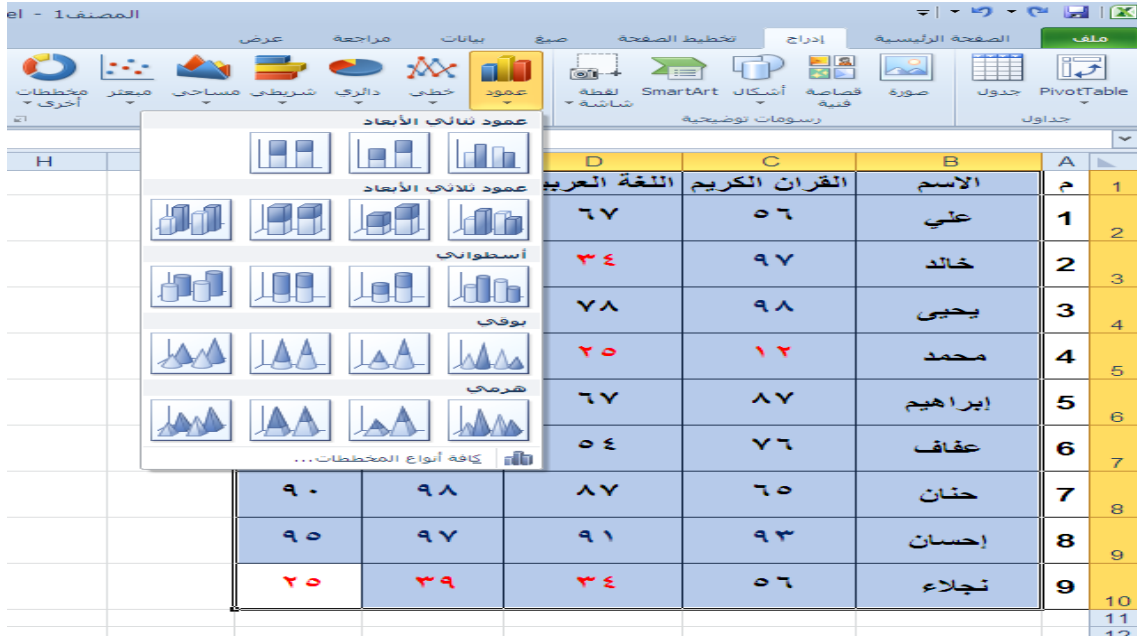 المصنف1 - el
ملف الصفحة الرئيسية إدراج تخطيط الصفحة صيغ بيانات مراجعة عرض
PivotTable جدول صورة قصاصة فنية أشكال SmartArt لقطة شاشة عمود خطي دائري شريطي مساحي مبعثر مخططات أخرى
جداول رسومات توضيحية
عمود ثنائي الأبعاد
عمود ثلاثي الأبعاد
أسطواني
بوقي
هرمي
كافة أنواع المخططات...
A B C D H
1 م الاسم القران الكريم اللغة العربي
2 1 علي ٥٦ ٦٧
3 2 خالد ٩٧ ٣٤
4 3 يحيى ٩٨ ٧٨
5 4 محمد ١٢ ٢٥
6 5 إبراهيم ٨٧ ٦٧
7 6 عفاف ٧٦ ٥٤
8 7 حنان ٦٥ ٨٧ ٩٨ ٩٠
9 8 إحسان ٩٣ ٩١ ٩٧ ٩٥
10 9 نجلاء ٥٦ ٣٤ ٣٩ ٢٥
11
12